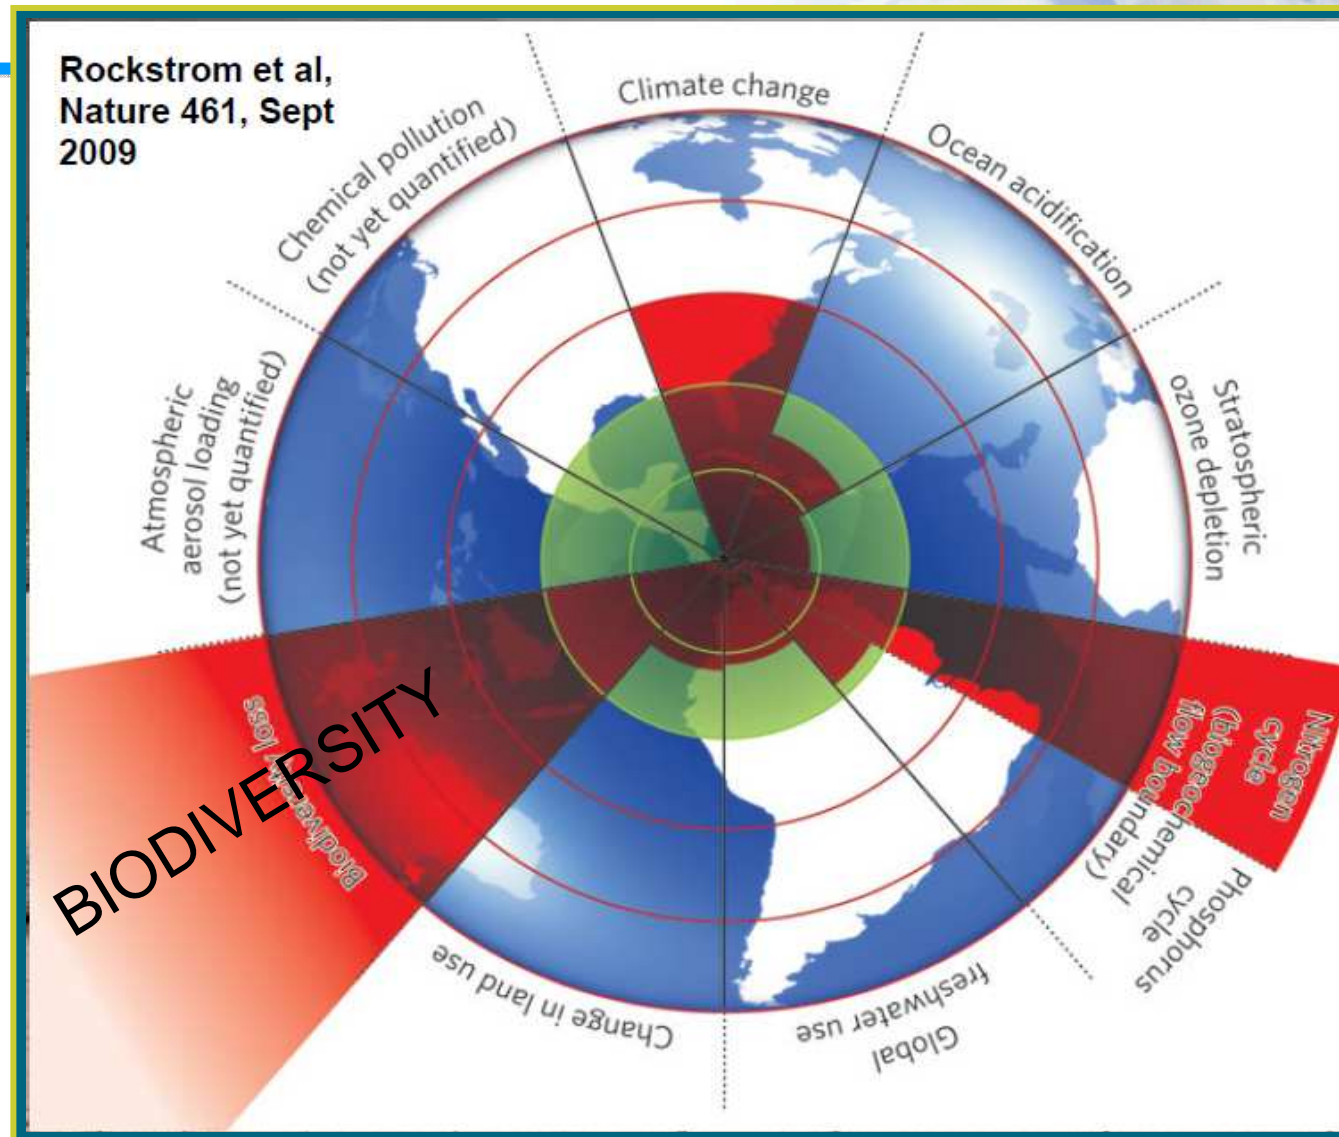 Rockstrom et al,
Nature 461, Sept
2009
Climate change
Ocean acidification
Stratospheric
ozone depletion
Nitrogen
cycle
(biogeochemical
flow boundary)
Phosphorus
cycle
Global
freshwater use
Change in land use
Biodiversity loss
BIODIVERSITY
Atmospheric
aerosol loading
(not yet quantified)
Chemical pollution
(not yet quantified)